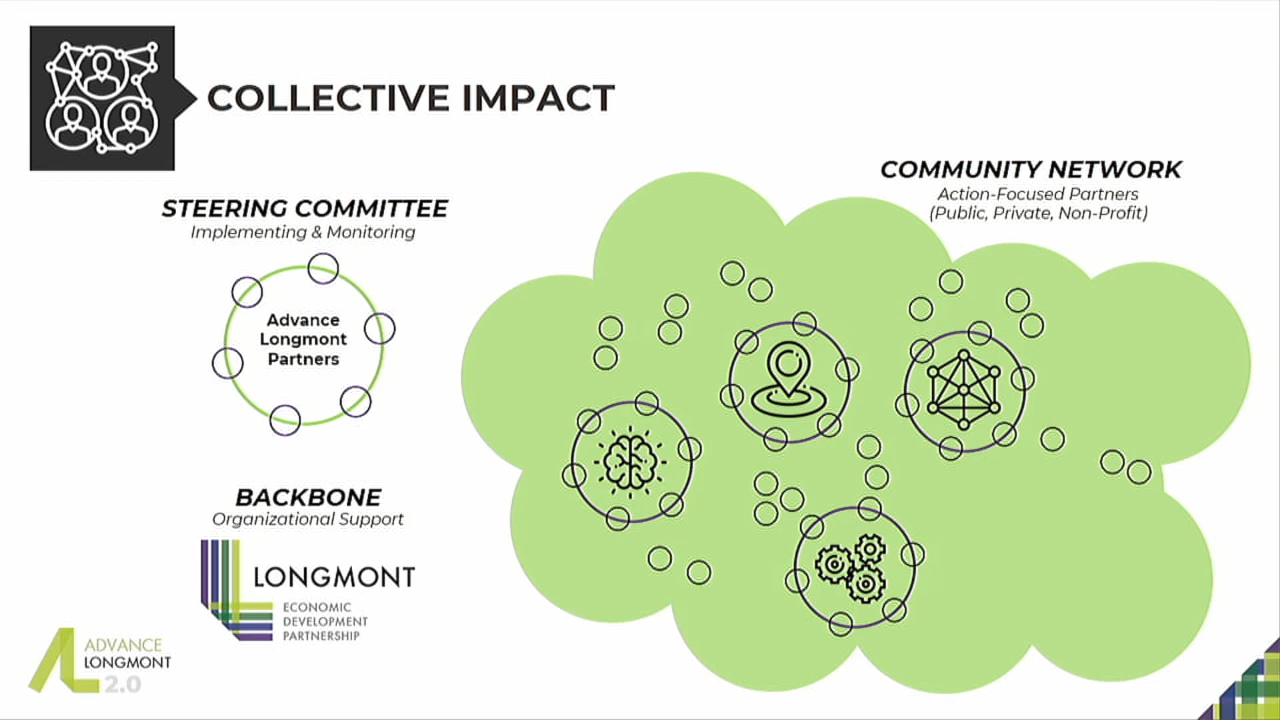 COLLECTIVE IMPACT
STEERING COMMITTEE
Implementing & Monitoring
Advance
Longmont
Partners
BACKBONE
Organizational Support
LONGMONT
ECONOMIC
DEVELOPMENT
PARTNERSHIP
ADVANCE
LONGMONT
2.0
COMMUNITY NETWORK
Action-Focused Partners
(Public, Private, Non-Profit)